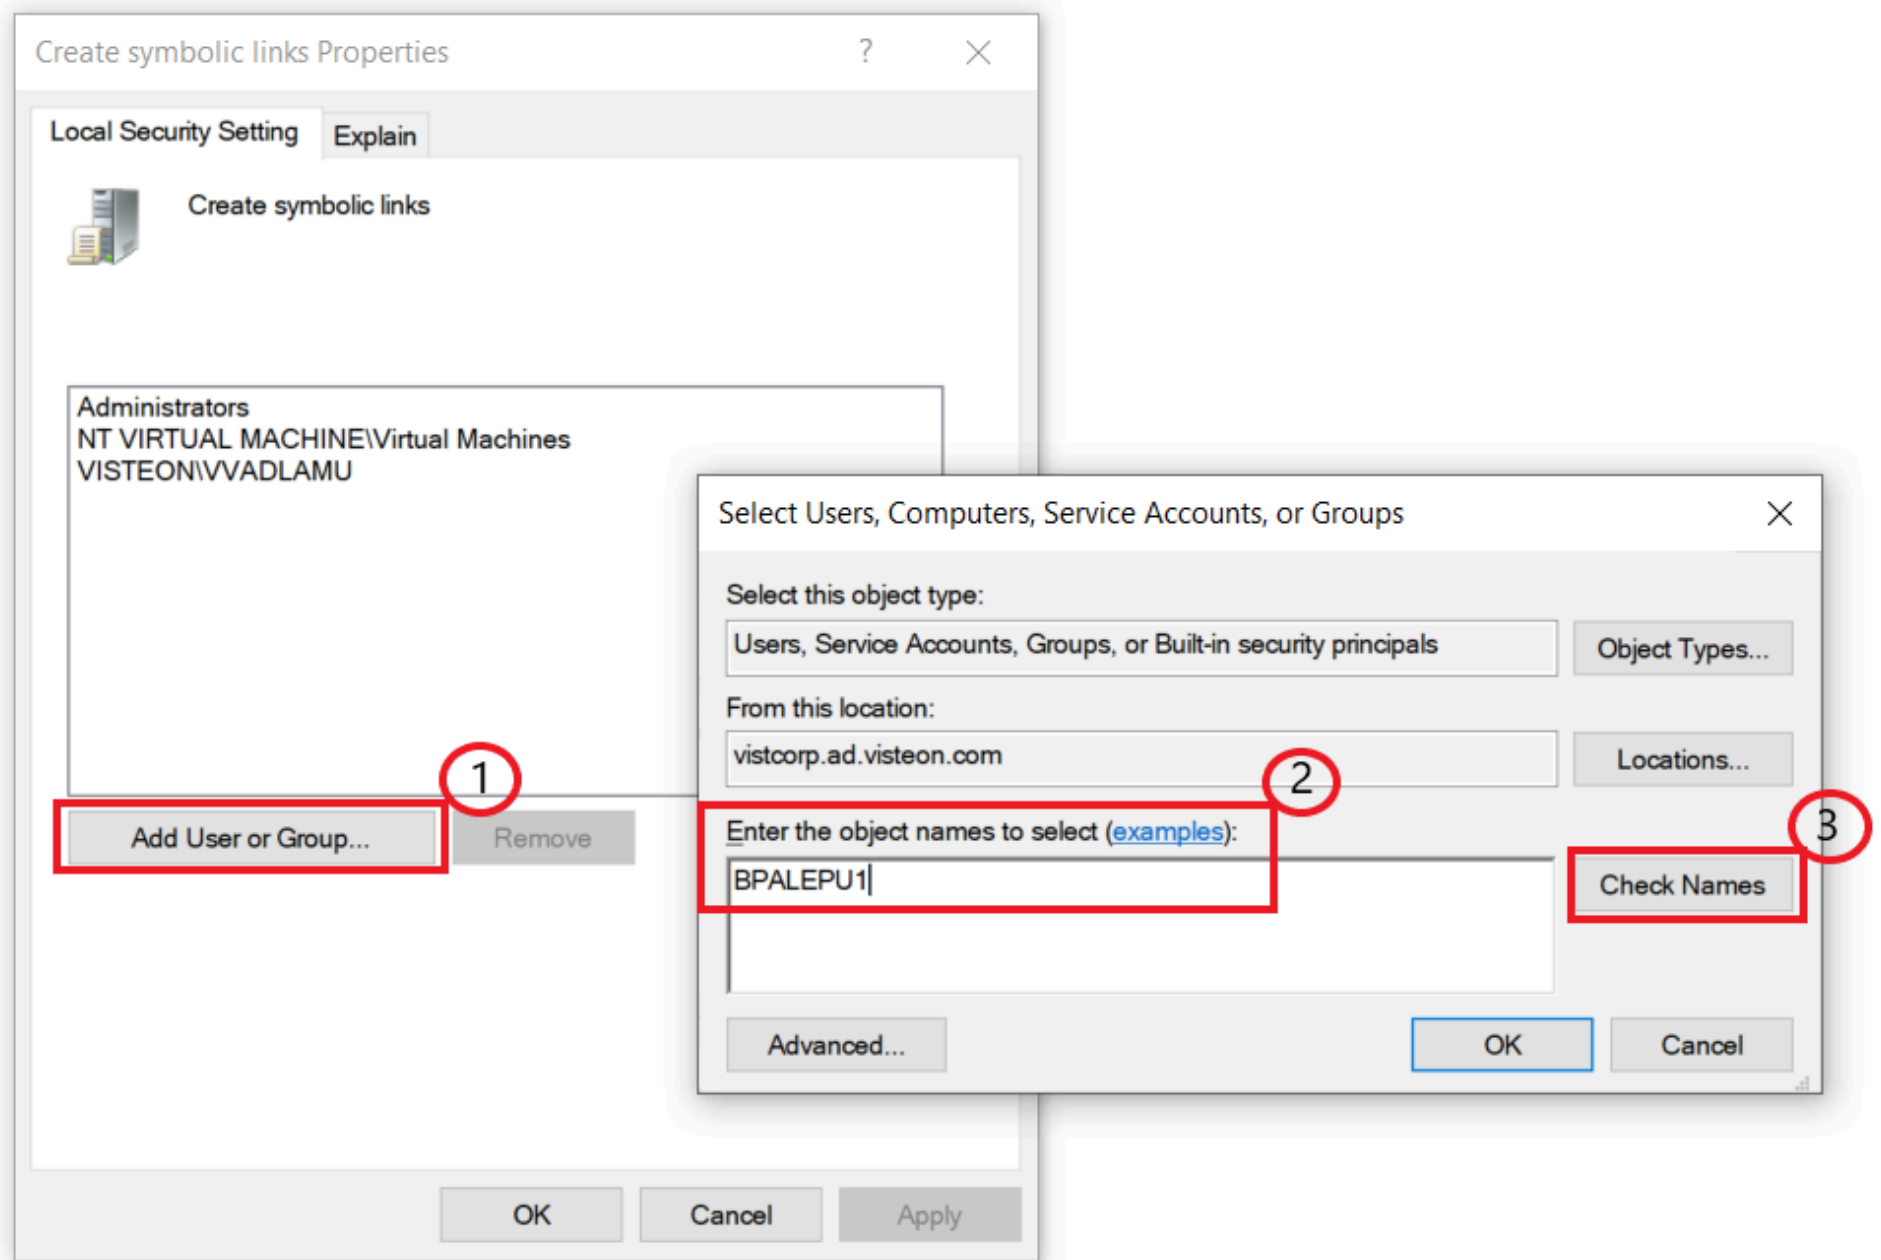 Create symbolic links Properties
?
Local Security Setting
Explain
Create symbolic links
Administrators
NT VIRTUAL MACHINE\Virtual Machines
VISTEON\VVADLAMU
1
Add User or Group...
Remove
OK
Cancel
Apply
Select Users, Computers, Service Accounts, or Groups
Select this object type:
Users, Service Accounts, Groups, or Built-in security principals
Object Types...
From this location:
vistcorp.ad.visteon.com
Locations...
2
Enter the object names to select (examples):
3
BPALEPU1
Check Names
Advanced...
OK
Cancel